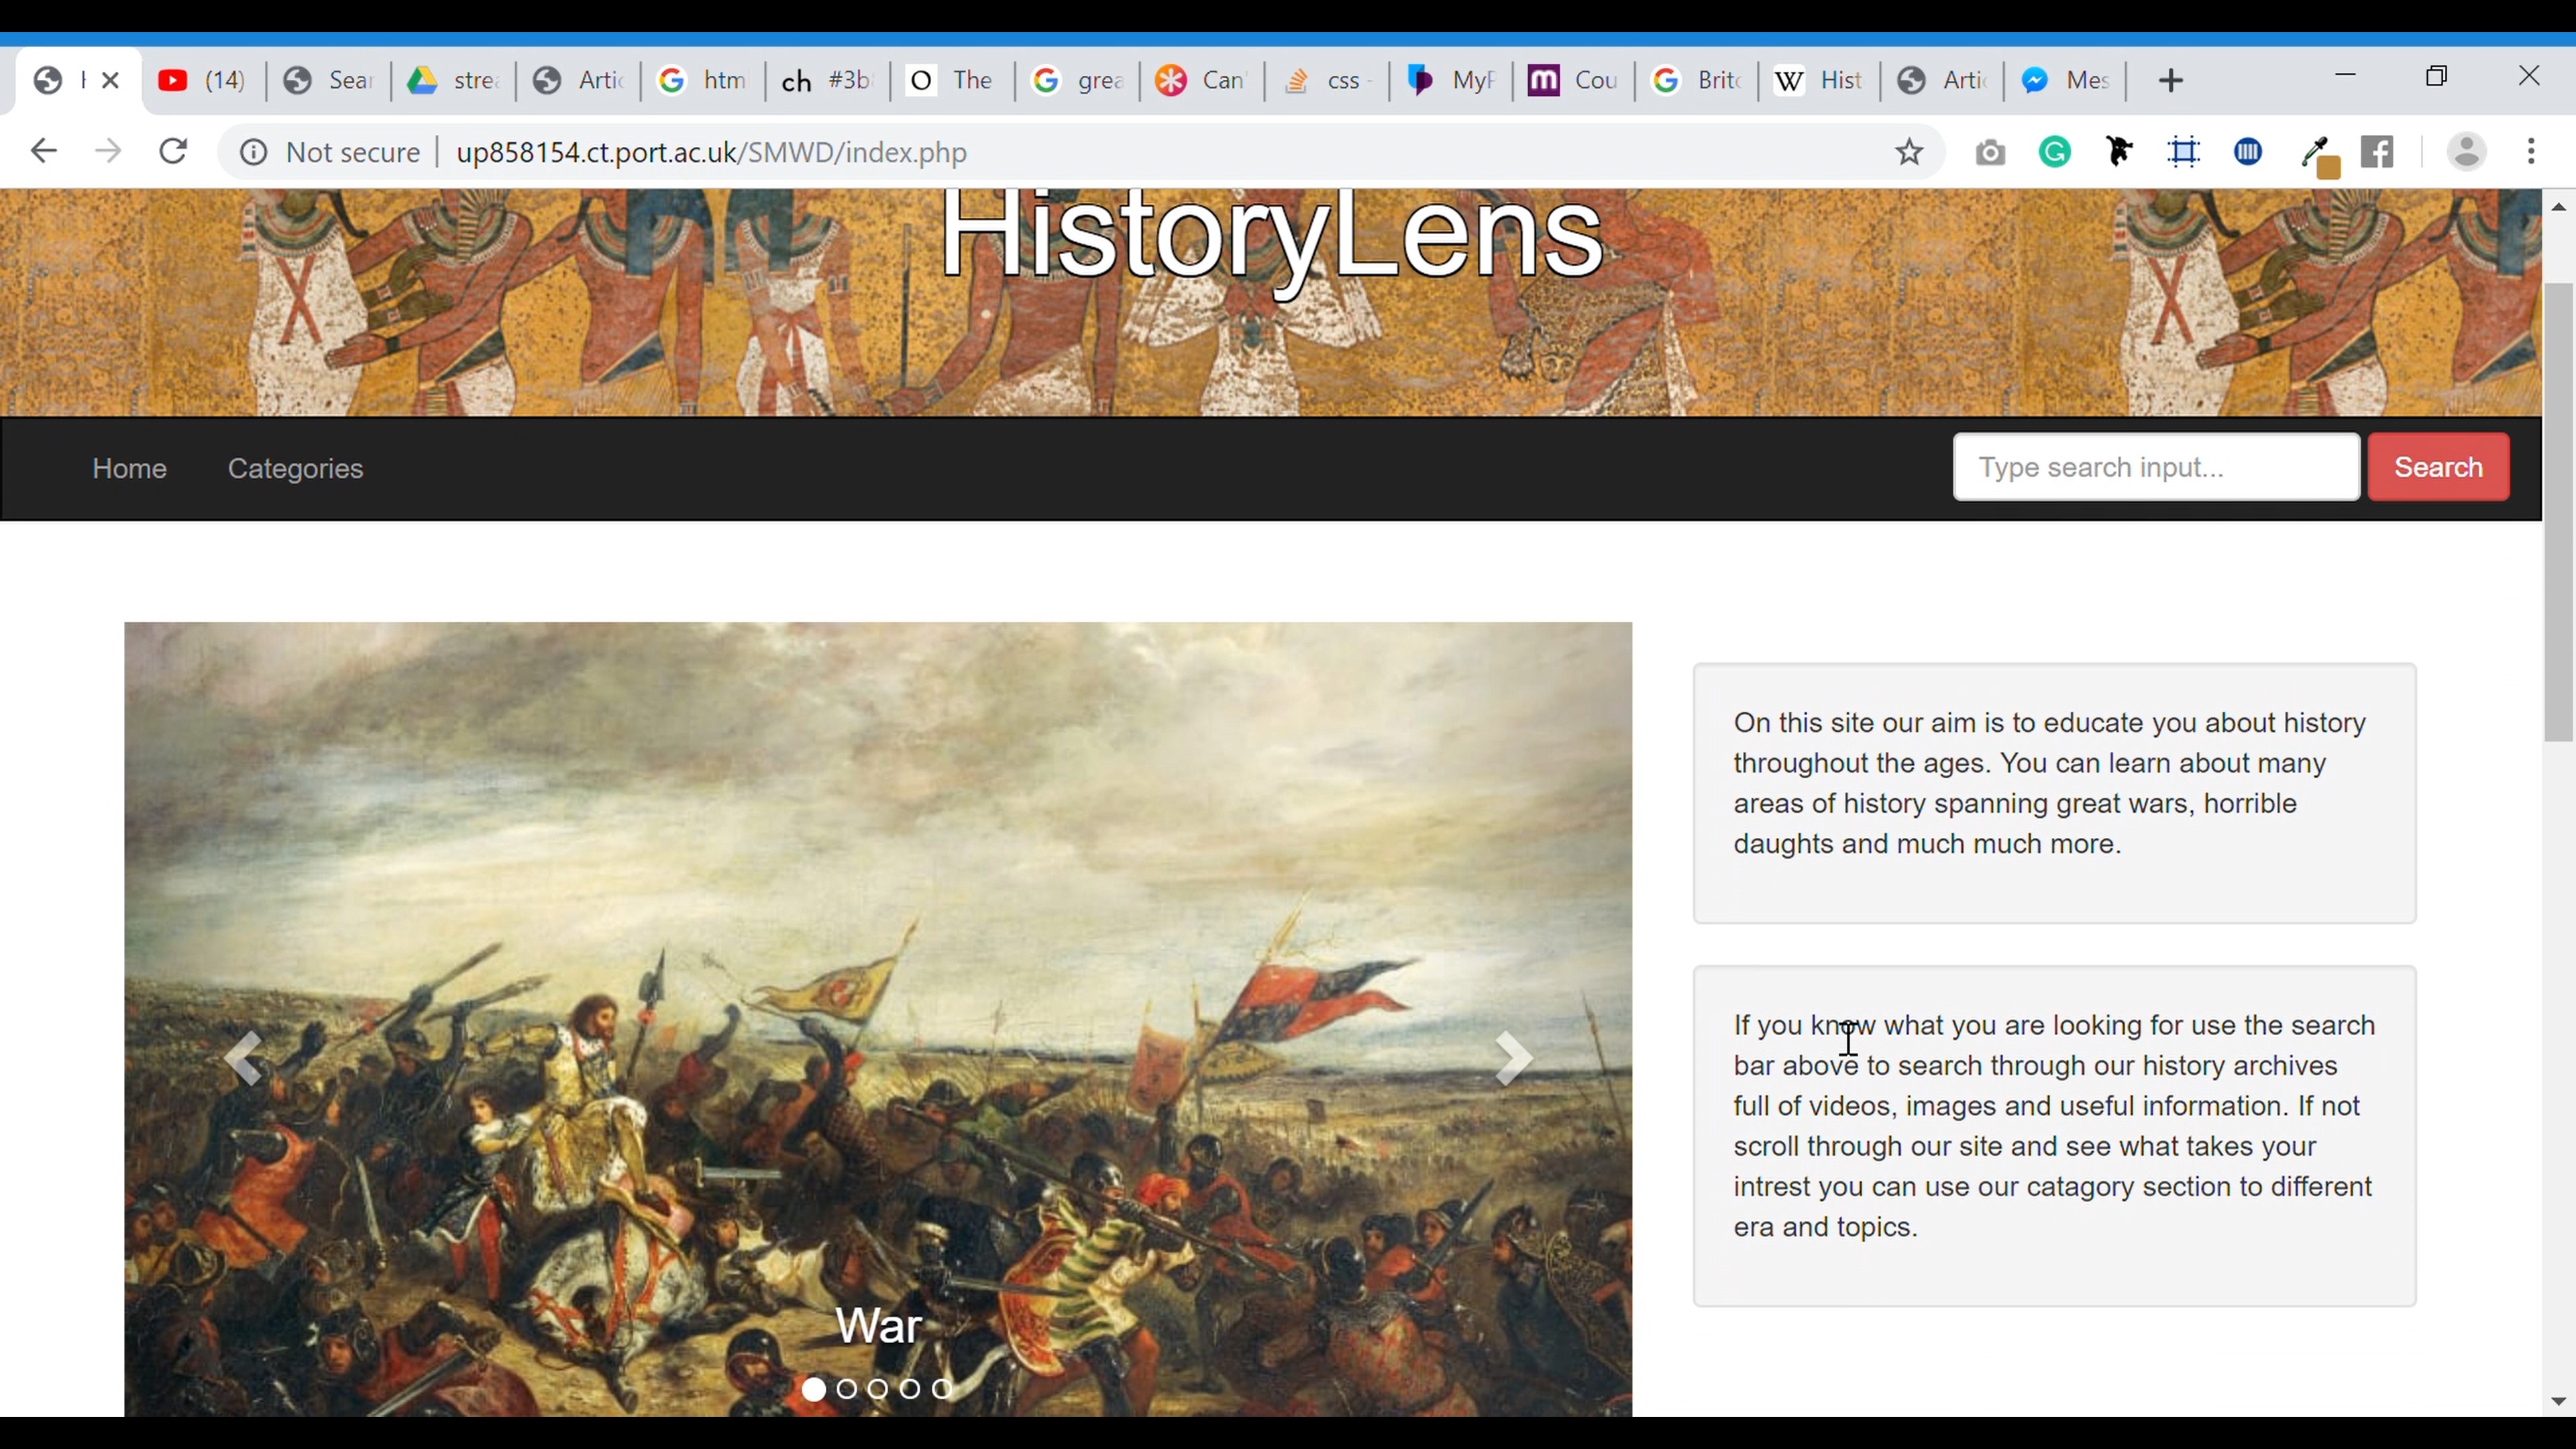 (14) Sear stre Artic htm ch #3b O The grea Can' css - MyP m Cou Brit W Hist Artic Mes
Not secure up858154.ct.port.ac.uk/SMWD/index.php
HistoryLens
Home Categories Type search input... Search
On this site our aim is to educate you about history
throughout the ages. You can learn about many
areas of history spanning great wars, horrible
daughts and much much more.
If you know what you are looking for use the search
bar above to search through our history archives
full of videos, images and useful information. If not
scroll through our site and see what takes your
intrest you can use our catagory section to different
era and topics.
War